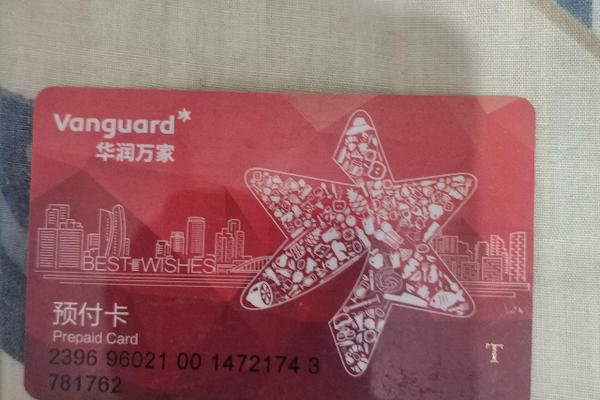 Vanguard
华润万家
BEST WISHES
预付卡
Prepaid Card
2396 96021 00 1472174 3
781762
T